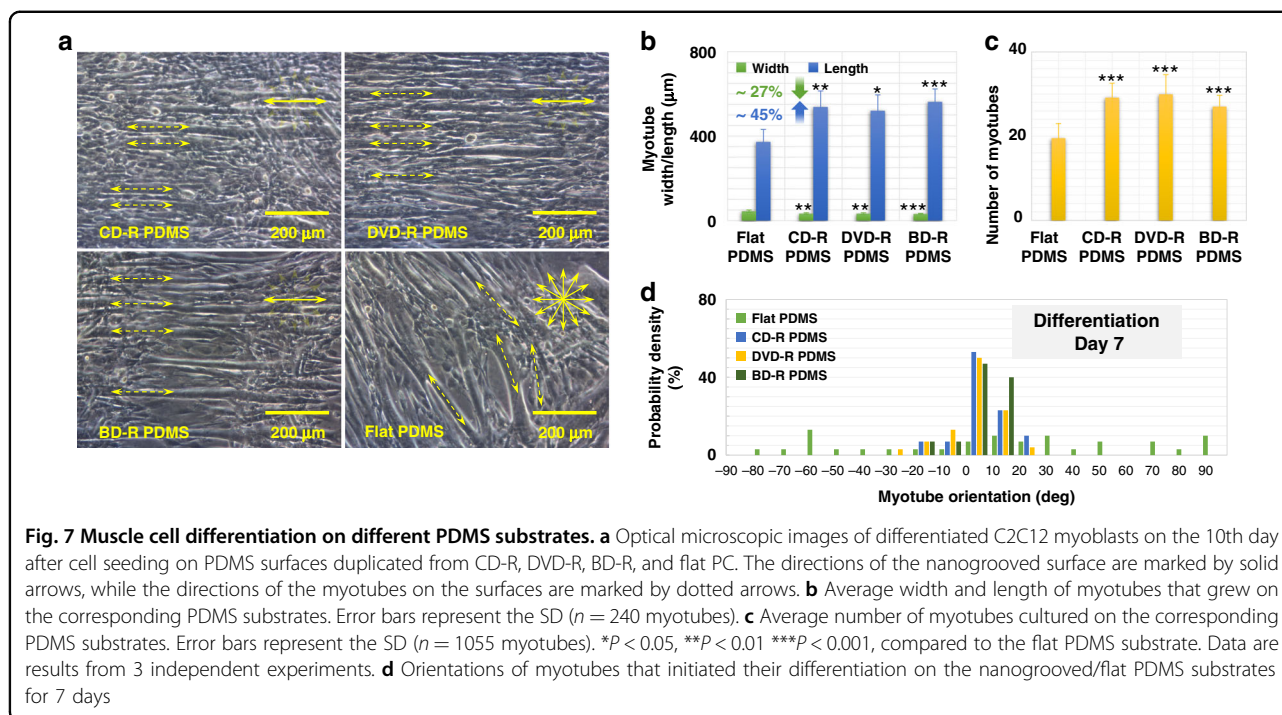 a
CD-R PDMS
200 µm
DVD-R PDMS
200 µm
BD-R PDMS
200 µm
Flat PDMS
200 µm
b
Myotube
width/length (µm)
800
400
0
Width
Length
~ 27%
~ 45%
**
*
***
**
**
***
Flat
PDMS
CD-R
PDMS
DVD-R
PDMS
BD-R
PDMS
c
Number of myotubes
40
20
0
***
***
***
Flat
PDMS
CD-R
PDMS
DVD-R
PDMS
BD-R
PDMS
d
Probability density
(%)
80
40
0
Flat PDMS
CD-R PDMS
DVD-R PDMS
BD-R PDMS
Differentiation
Day 7
−90 −80 −70 −60 −50 −40 −30 −20 −10 0 10 20 30 40 50 60 70 80 90
Myotube orientation (deg)
Fig. 7 Muscle cell differentiation on different PDMS substrates. a Optical microscopic images of differentiated C2C12 myoblasts on the 10th day
after cell seeding on PDMS surfaces duplicated from CD-R, DVD-R, BD-R, and flat PC. The directions of the nanogrooved surface are marked by solid
arrows, while the directions of the myotubes on the surfaces are marked by dotted arrows. b Average width and length of myotubes that grew on
the corresponding PDMS substrates. Error bars represent the SD (n = 240 myotubes). c Average number of myotubes cultured on the corresponding
PDMS substrates. Error bars represent the SD (n = 1055 myotubes). *P < 0.05, **P < 0.01 ***P < 0.001, compared to the flat PDMS substrate. Data are
results from 3 independent experiments. d Orientations of myotubes that initiated their differentiation on the nanogrooved/flat PDMS substrates
for 7 days